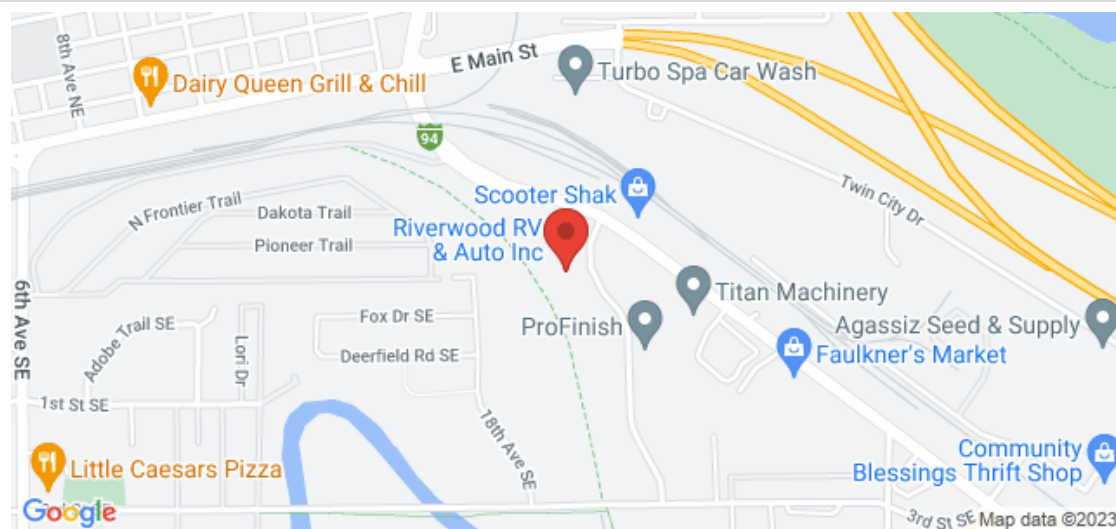 8th Ave NE
Dairy Queen Grill & Chill
E Main St
Turbo Spa Car Wash
94
Twin City Dr
Scooter Shak
N Frontier Trail
Dakota Trail
Riverwood RV
& Auto Inc
Pioneer Trail
6th Ave SE
Titan Machinery
Fox Dr SE
ProFinish
Agassiz Seed & Supply
Adobe Trail SE
Lori Dr
Deerfield Rd SE
Faulkner's Market
1st St SE
18th Ave SE
Community
Blessings Thrift Shop
Little Caesars Pizza
Google
3rd St SE
Map data ©2023